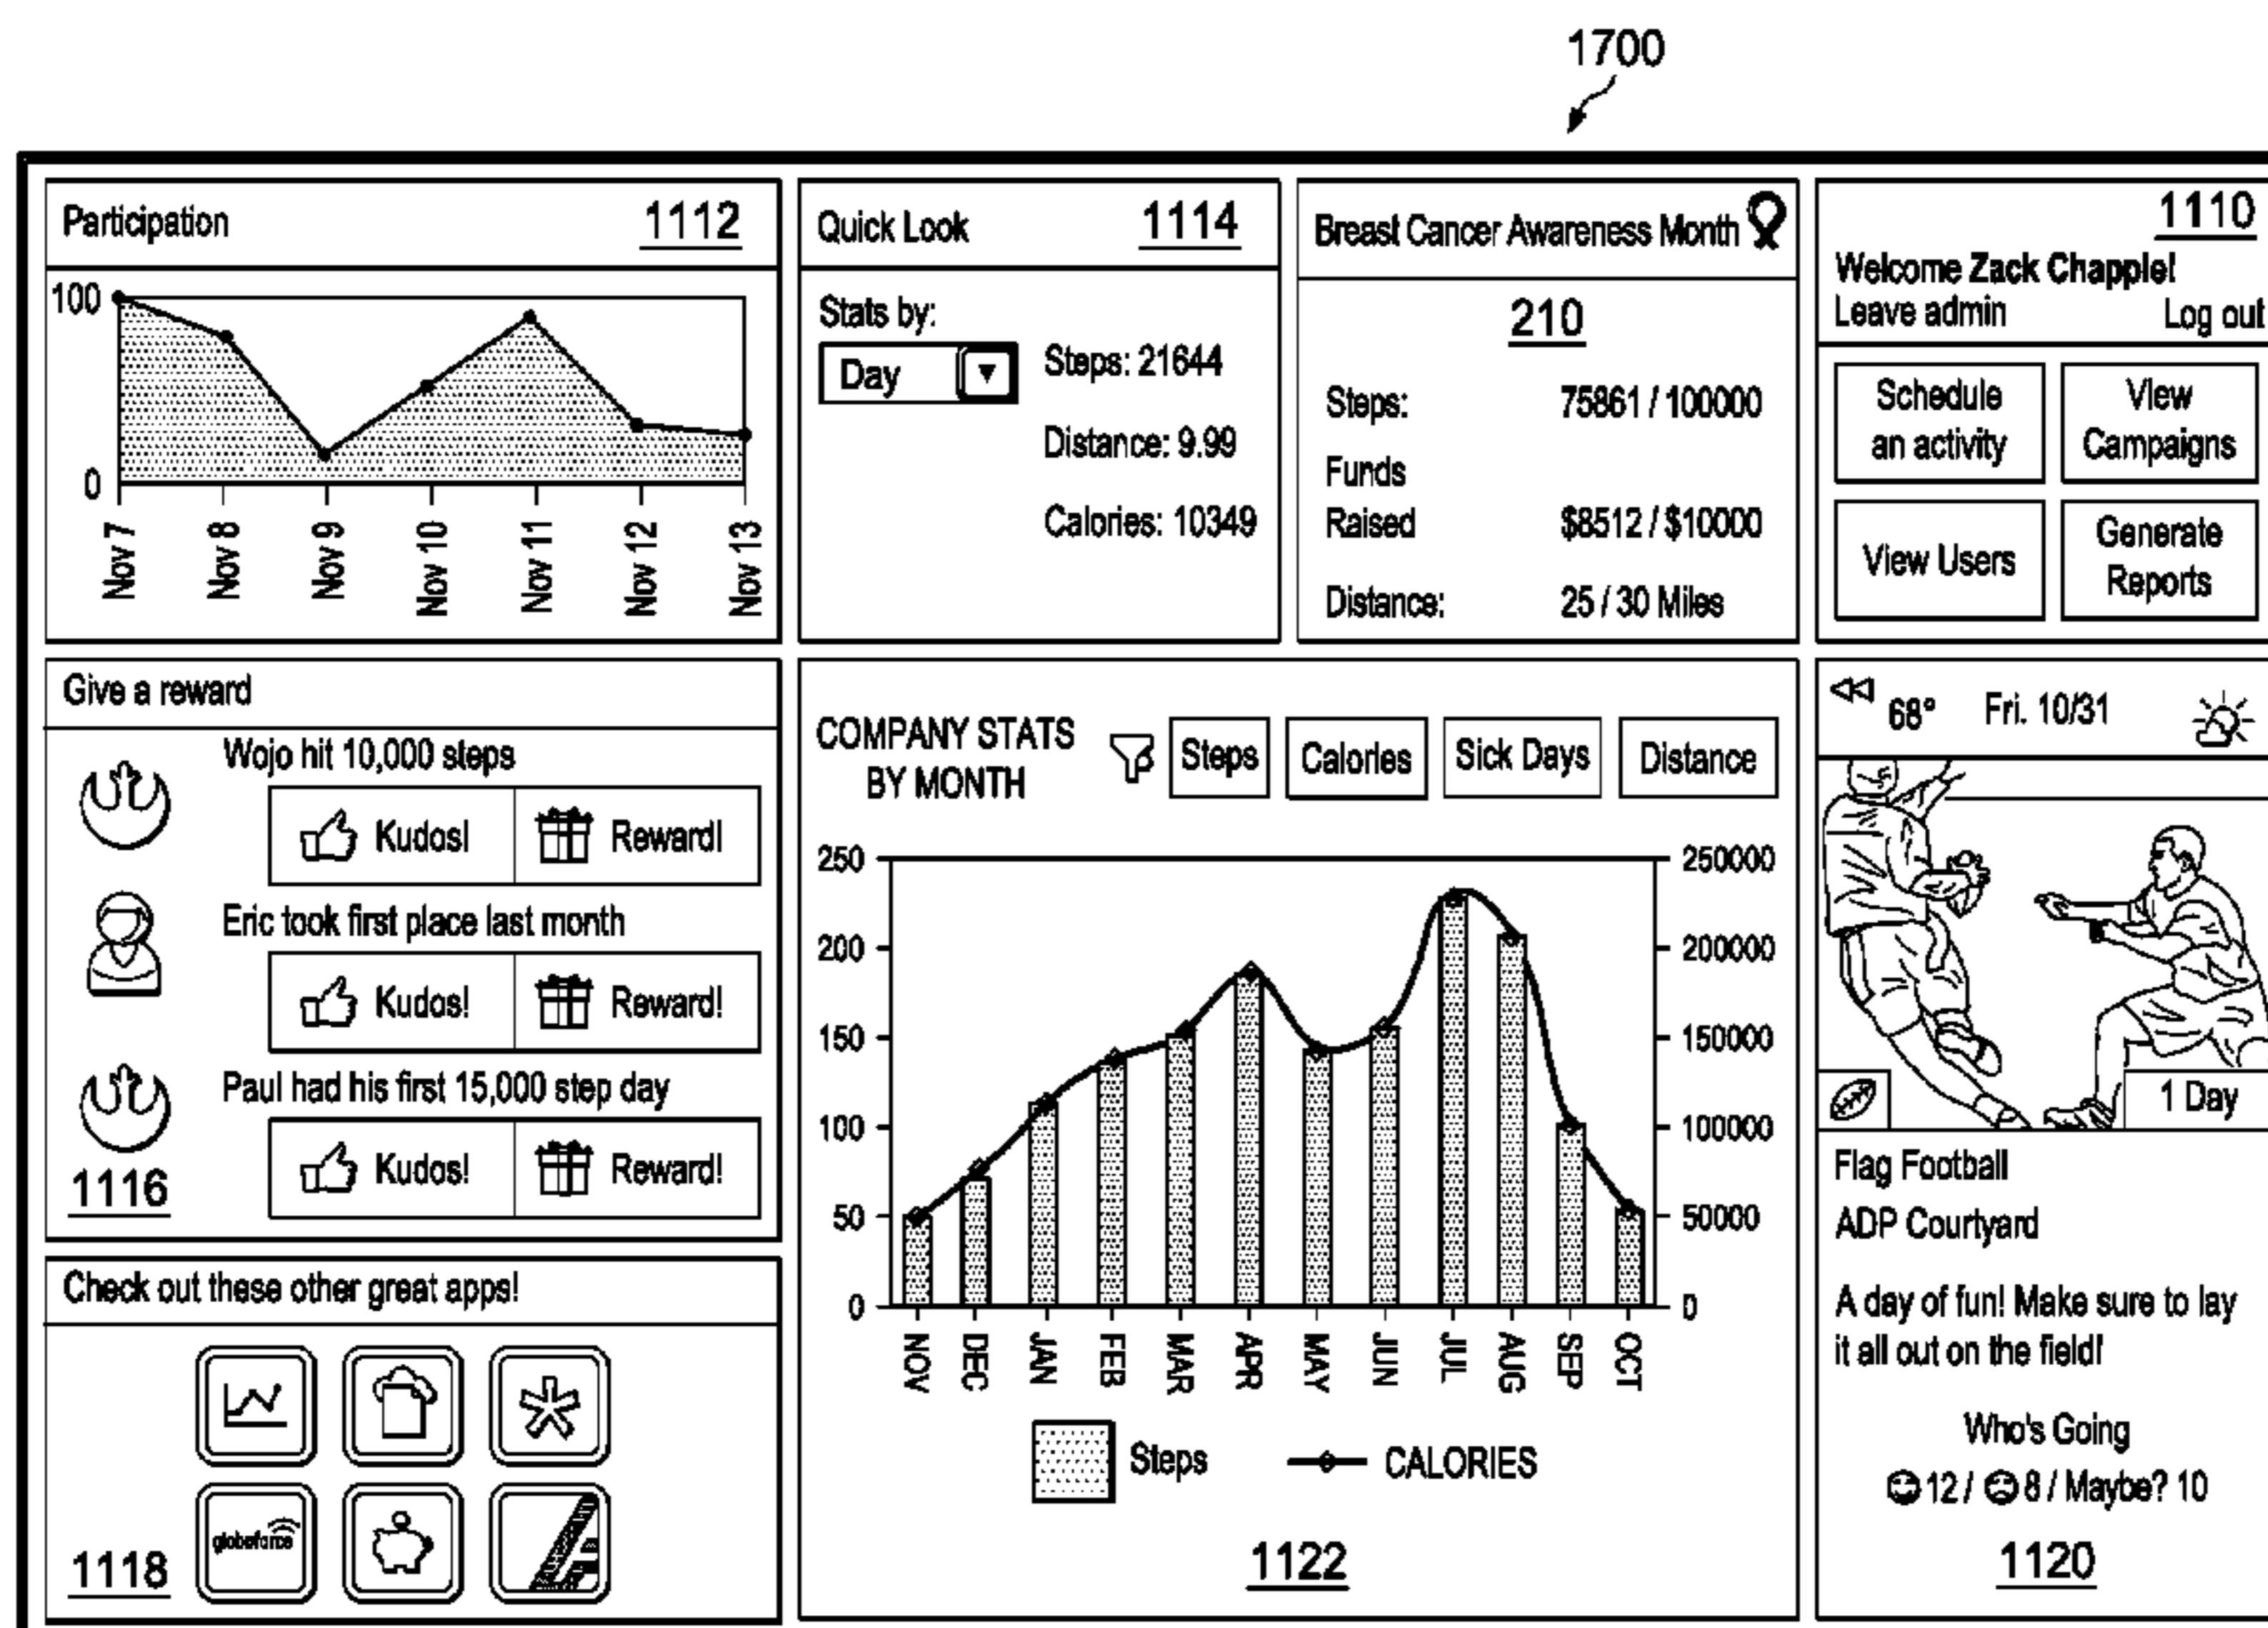 1700
Participation 1112
100
0
Nov 7
Nov 8
Nov 9
Nov 10
Nov 11
Nov 12
Nov 13
Quick Look 1114
Stats by:
Day
Steps: 21644
Distance: 9.99
Calories: 10349
Breast Cancer Awareness Month
210
Steps: 75861 / 100000
Funds
Raised $8512 / $10000
Distance: 25 / 30 Miles
1110
Welcome Zack Chapple!
Leave admin Log out
Schedule
an activity
View
Campaigns
View Users
Generate
Reports
Give a reward
Wojo hit 10,000 steps
Kudos! Reward!
Eric took first place last month
Kudos! Reward!
Paul had his first 15,000 step day
Kudos! Reward!
1116
Check out these other great apps!
globeforce
1118
COMPANY STATS
BY MONTH
Steps Calories Sick Days Distance
250 250000
200 200000
150 150000
100 100000
50 50000
0 0
NOV
DEC
JAN
FEB
MAR
APR
MAY
JUN
JUL
AUG
SEP
OCT
Steps CALORIES
1122
68° Fri. 10/31
1 Day
Flag Football
ADP Courtyard
A day of fun! Make sure to lay
it all out on the field!
Who's Going
12 / 8 / Maybe? 10
1120